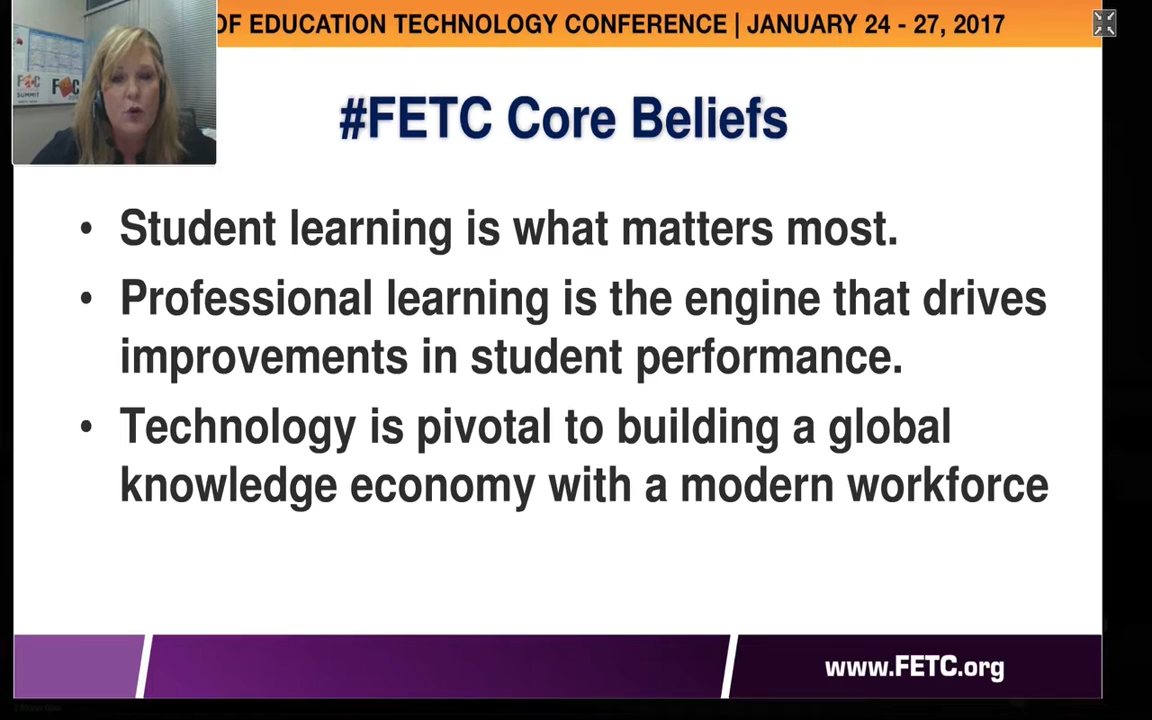 OF EDUCATION TECHNOLOGY CONFERENCE | JANUARY 24 - 27, 2017
SUMMIT
#FETC Core Beliefs
• Student learning is what matters most.
• Professional learning is the engine that drives
improvements in student performance.
• Technology is pivotal to building a global
knowledge economy with a modern workforce
www.FETC.org